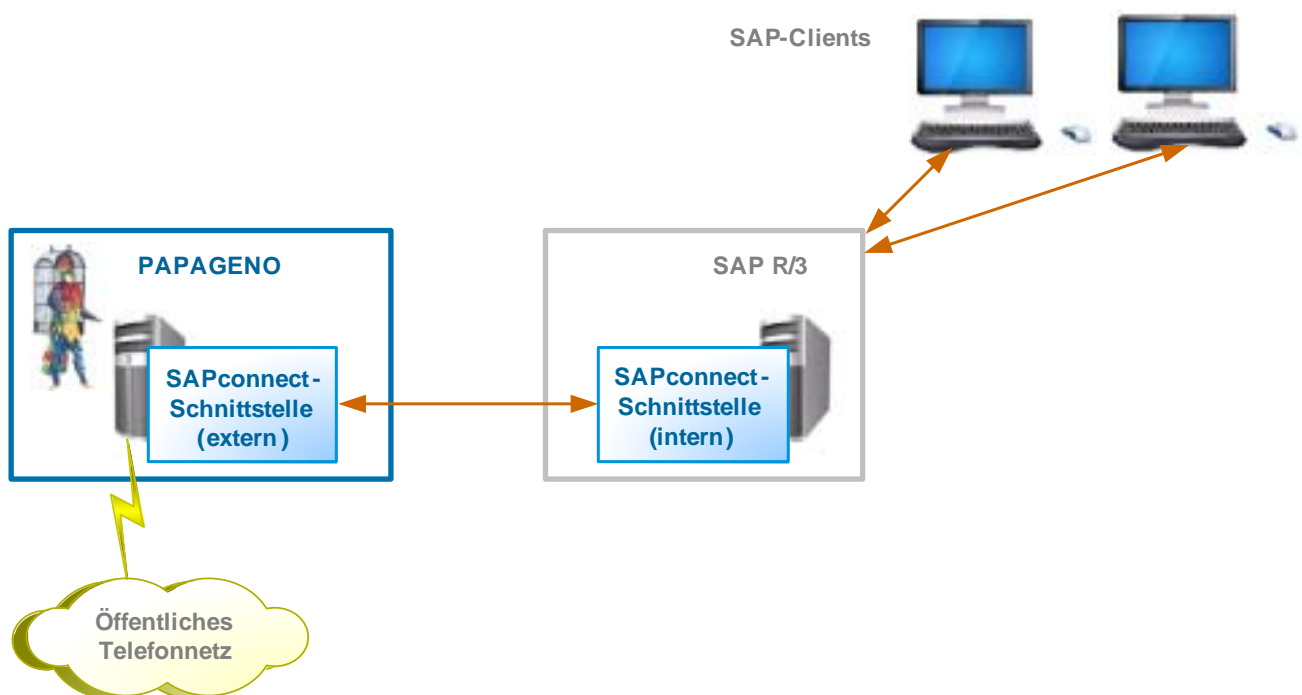 SAP-Clients
PAPAGENO
SAP R/3
SAPconnect-
Schnittstelle
(extern)
SAPconnect-
Schnittstelle
(intern)
Öffentliches
Telefonnetz